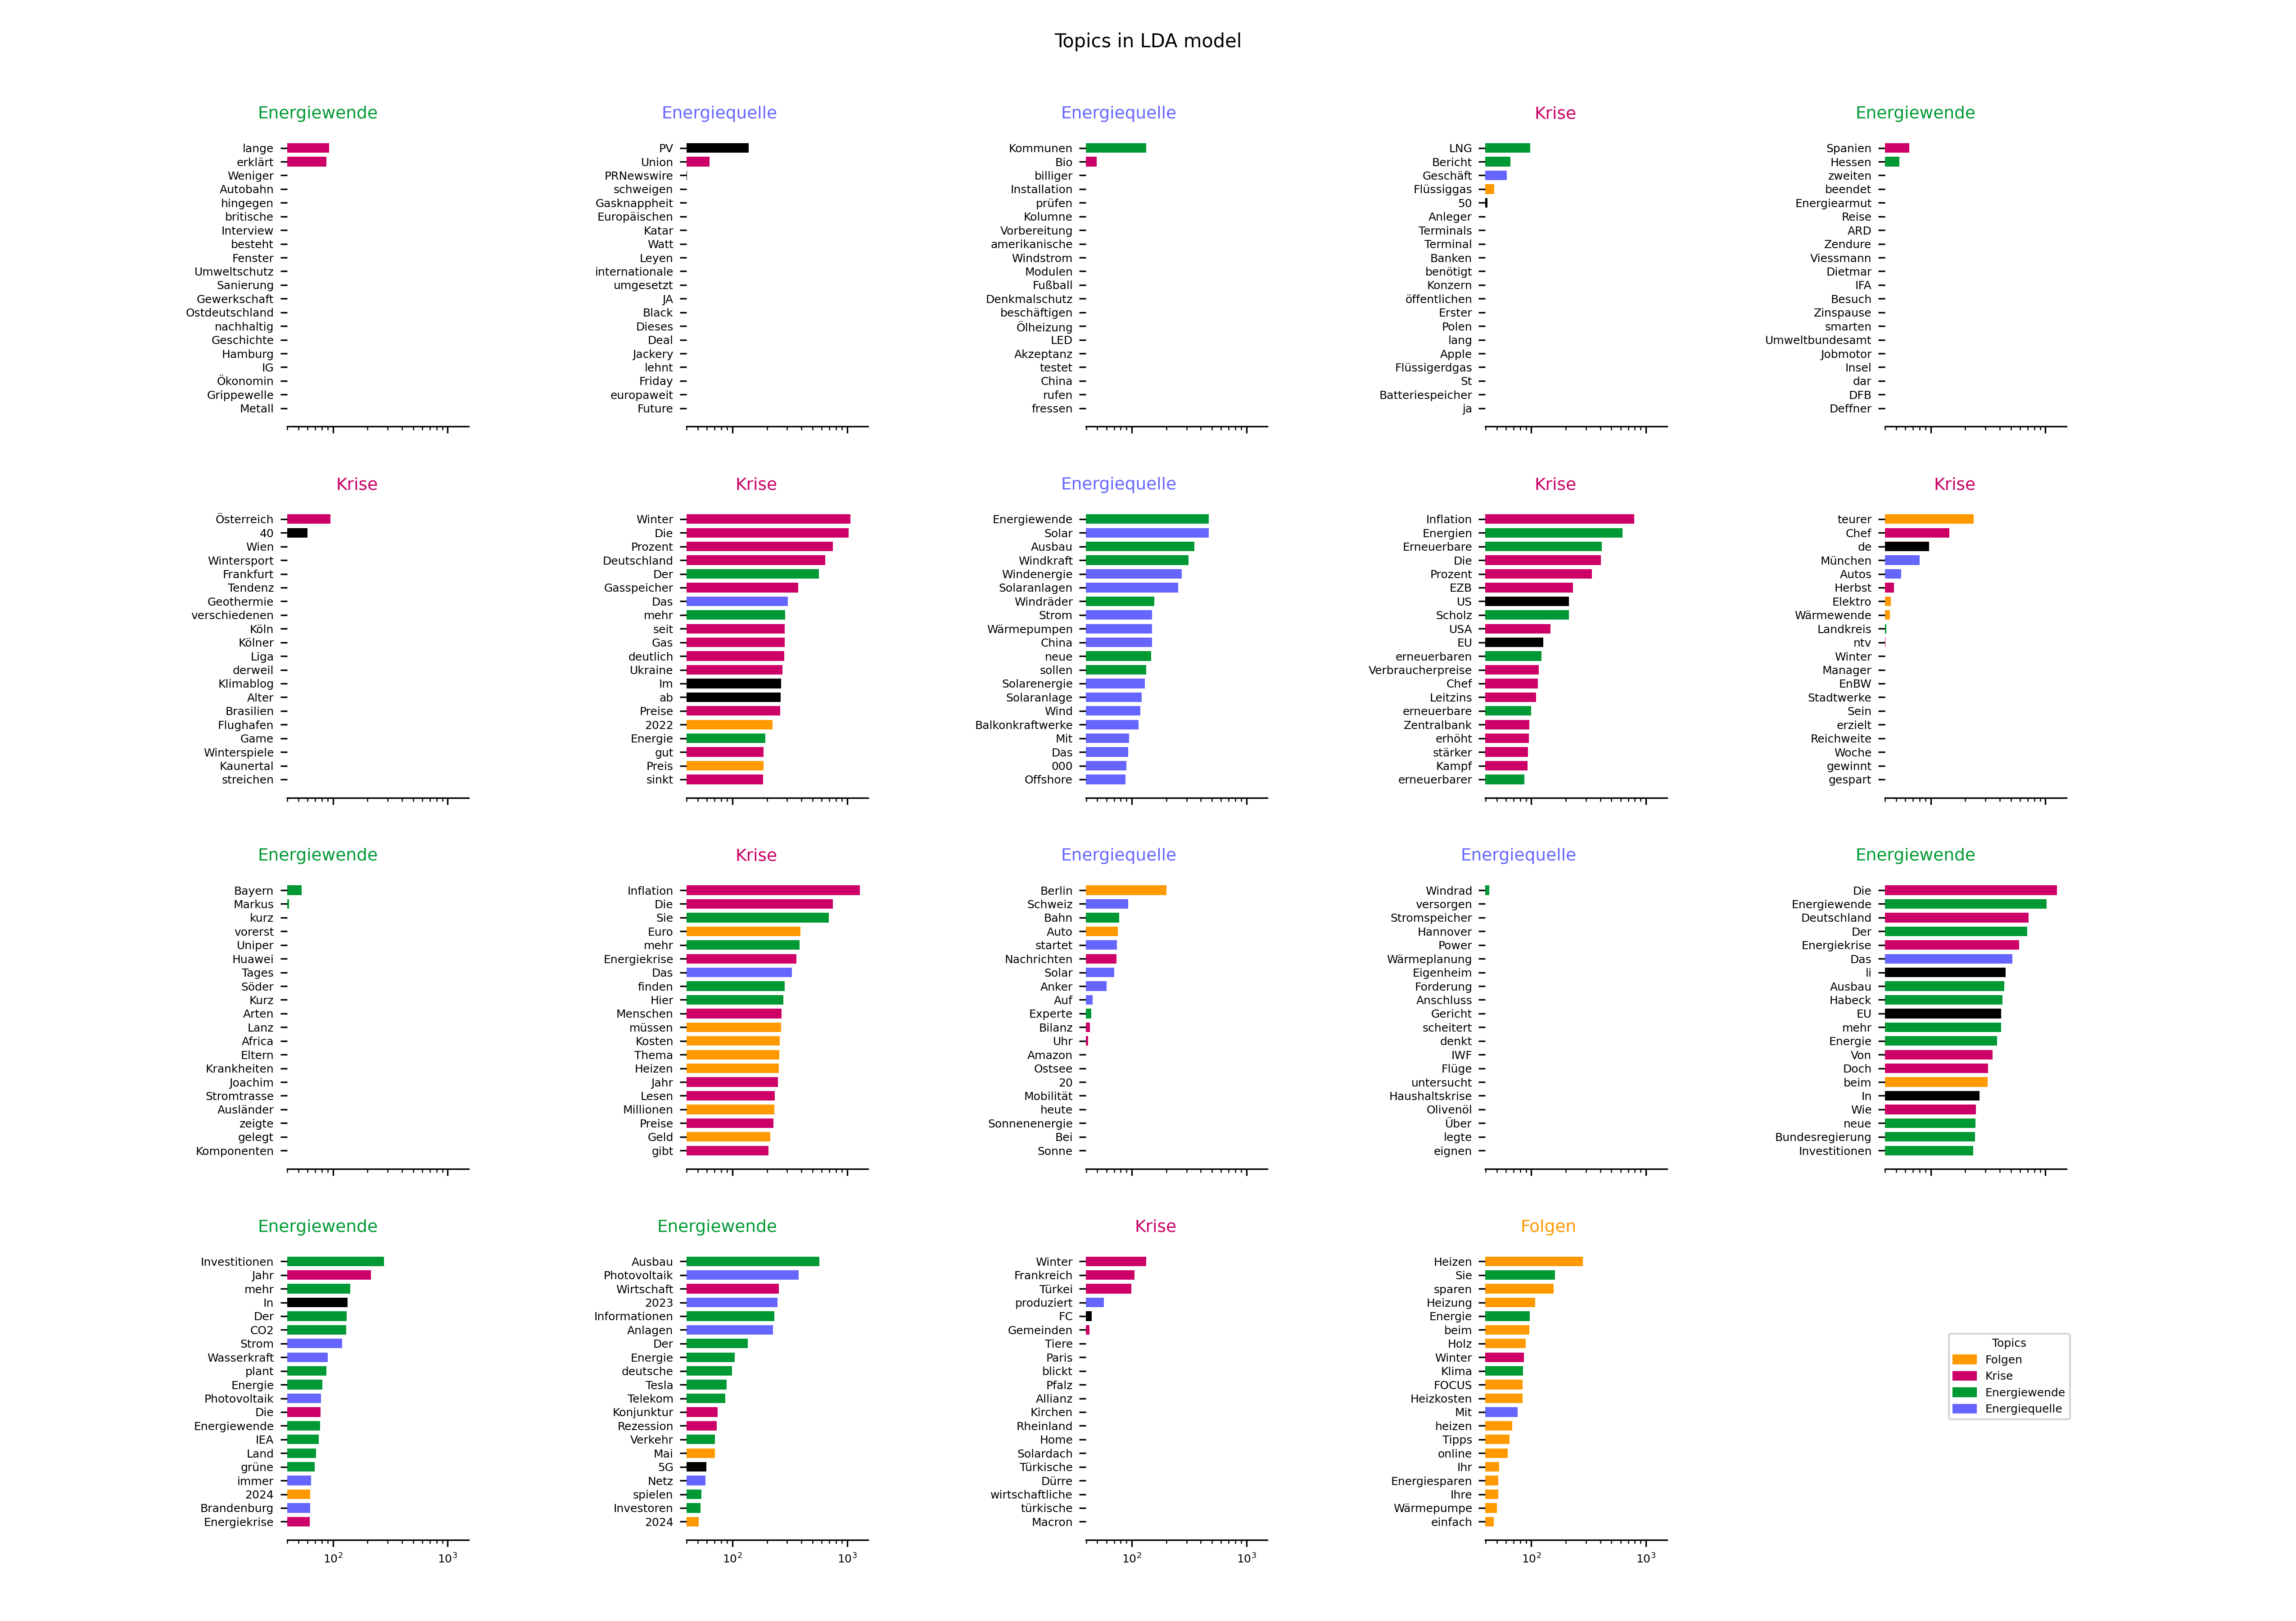 Topics in LDA model
Energiewende
lange
erklärt
Weniger
Autobahn
hingegen
britische
Interview
besteht
Fenster
Umweltschutz
Sanierung
Gewerkschaft
Ostdeutschland
nachhaltig
Geschichte
Hamburg
IG
Ökonomin
Grippewelle
Metall
Energiequelle
PV
Union
PRNewswire
schweigen
Gasknappheit
Europäischen
Katar
Watt
Leyen
internationale
umgesetzt
JA
Black
Dieses
Deal
Jackery
lehnt
Friday
europaweit
Future
Energiequelle
Kommunen
Bio
billiger
Installation
prüfen
Kolumne
Vorbereitung
amerikanische
Windstrom
Modulen
Fußball
Denkmalschutz
beschäftigen
Ölheizung
LED
Akzeptanz
testet
China
rufen
fressen
Krise
LNG
Bericht
Geschäft
Flüssiggas
50
Anleger
Terminals
Terminal
Banken
benötigt
Konzern
öffentlichen
Erster
Polen
lang
Apple
Flüssigerdgas
St
Batteriespeicher
ja
Energiewende
Spanien
Hessen
zweiten
beendet
Energiearmut
Reise
ARD
Zendure
Viessmann
Dietmar
IFA
Besuch
Zinspause
smarten
Umweltbundesamt
Jobmotor
Insel
dar
DFB
Deffner
Krise
Österreich
40
Wien
Wintersport
Frankfurt
Tendenz
Geothermie
verschiedenen
Köln
Kölner
Liga
derweil
Klimablog
Alter
Brasilien
Flughafen
Game
Winterspiele
Kaunertal
streichen
Krise
Winter
Die
Prozent
Deutschland
Der
Gasspeicher
Das
mehr
seit
Gas
deutlich
Ukraine
Im
ab
Preise
2022
Energie
gut
Preis
sinkt
Energiequelle
Energiewende
Solar
Ausbau
Windkraft
Windenergie
Solaranlagen
Windräder
Strom
Wärmepumpen
China
neue
sollen
Solarenergie
Solaranlage
Wind
Balkonkraftwerke
Mit
Das
000
Offshore
Krise
Inflation
Energien
Erneuerbare
Die
Prozent
EZB
US
Scholz
USA
EU
erneuerbaren
Verbraucherpreise
Chef
Leitzins
erneuerbare
Zentralbank
erhöht
stärker
Kampf
erneuerbarer
Krise
teurer
Chef
de
München
Autos
Herbst
Elektro
Wärmewende
Landkreis
ntv
Winter
Manager
EnBW
Stadtwerke
Sein
erzielt
Reichweite
Woche
gewinnt
gespart
Energiewende
Bayern
Markus
kurz
vorerst
Uniper
Huawei
Tages
Söder
Kurz
Arten
Lanz
Africa
Eltern
Krankheiten
Joachim
Stromtrasse
Ausländer
zeigte
gelegt
Komponenten
Krise
Inflation
Die
Sie
Euro
mehr
Energiekrise
Das
finden
Hier
Menschen
müssen
Kosten
Thema
Heizen
Jahr
Lesen
Millionen
Preise
Geld
gibt
Energiequelle
Berlin
Schweiz
Bahn
Auto
startet
Nachrichten
Solar
Anker
Auf
Experte
Bilanz
Uhr
Amazon
Ostsee
20
Mobilität
heute
Sonnenenergie
Bei
Sonne
Energiequelle
Windrad
versorgen
Stromspeicher
Hannover
Power
Wärmeplanung
Eigenheim
Forderung
Anschluss
Gericht
scheitert
denkt
IWF
Flüge
untersucht
Haushaltskrise
Olivenöl
Über
legte
eignen
Energiewende
Die
Energiewende
Deutschland
Der
Energiekrise
Das
li
Ausbau
Habeck
EU
mehr
Energie
Von
Doch
beim
In
Wie
neue
Bundesregierung
Investitionen
Energiewende
Investitionen
Jahr
mehr
In
Der
CO2
Strom
Wasserkraft
plant
Energie
Photovoltaik
Die
Energiewende
IEA
Land
grüne
immer
2024
Brandenburg
Energiekrise
10²
10³
Energiewende
Ausbau
Photovoltaik
Wirtschaft
2023
Informationen
Anlagen
Der
Energie
deutsche
Tesla
Telekom
Konjunktur
Rezession
Verkehr
Mai
5G
Netz
spielen
Investoren
2024
10²
10³
Krise
Winter
Frankreich
Türkei
produziert
FC
Gemeinden
Tiere
Paris
blickt
Pfalz
Allianz
Kirchen
Rheinland
Home
Solardach
Türkische
Dürre
wirtschaftliche
türkische
Macron
10²
10³
Folgen
Heizen
Sie
sparen
Heizung
Energie
beim
Holz
Winter
Klima
FOCUS
Heizkosten
Mit
heizen
Tipps
online
Ihr
Energiesparen
Ihre
Wärmepumpe
einfach
10²
10³
Topics
Folgen
Krise
Energiewende
Energiequelle